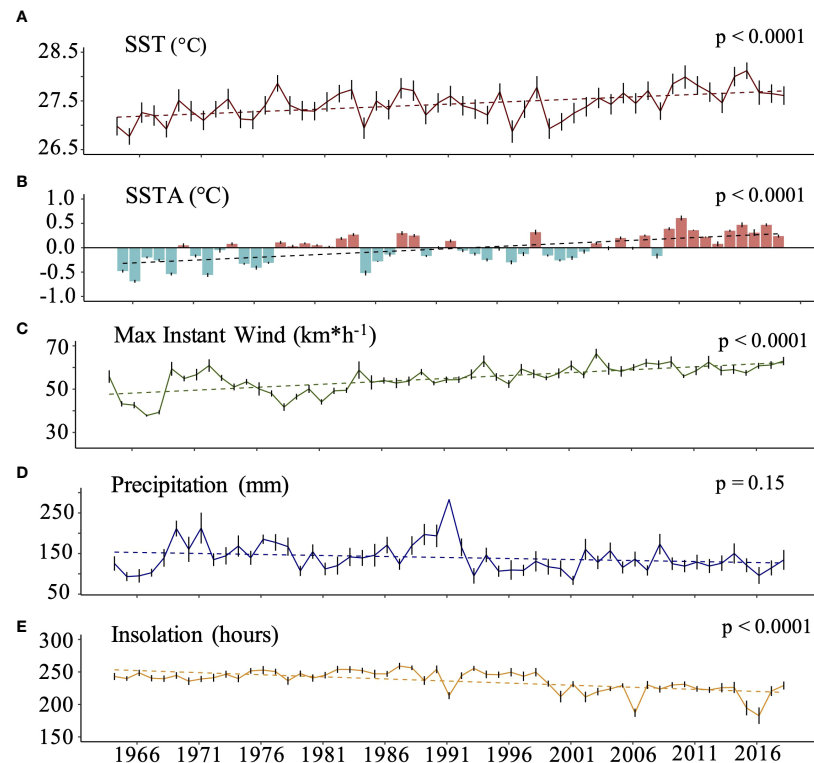 A
SST (°C)
p < 0.0001
28.5
27.5
26.5
B
SSTA (°C)
p < 0.0001
1.0
0.5
0.0
-0.5
-1.0
C
Max Instant Wind (km*h-1)
p < 0.0001
70
50
30
D
Precipitation (mm)
p = 0.15
250
150
50
E
Insolation (hours)
p < 0.0001
300
250
200
150
1966 1971 1976 1981 1986 1991 1996 2001 2006 2011 2016